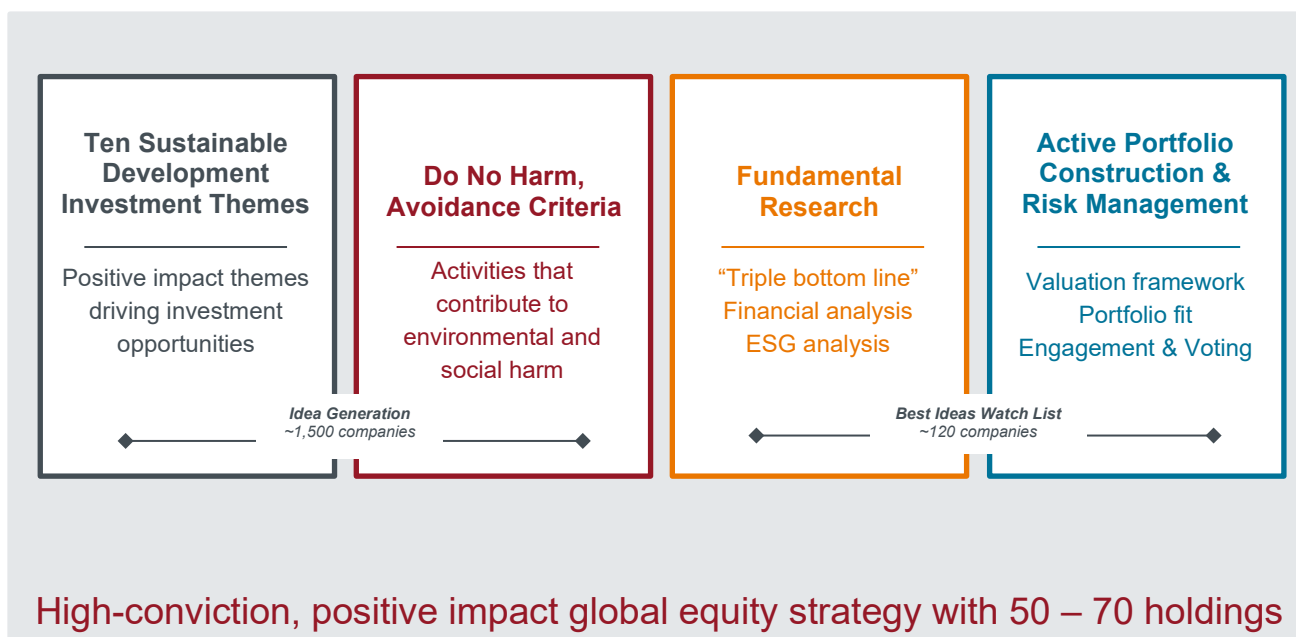 Ten Sustainable
Development
Investment Themes
Positive impact themes
driving investment
opportunities
Do No Harm,
Avoidance Criteria
Activities that
contribute to
environmental and
social harm
Idea Generation
~1,500 companies
Fundamental
Research
“Triple bottom line”
Financial analysis
ESG analysis
Active Portfolio
Construction &
Risk Management
Valuation framework
Portfolio fit
Engagement & Voting
Best Ideas Watch List
~120 companies
High-conviction, positive impact global equity strategy with 50 – 70 holdings